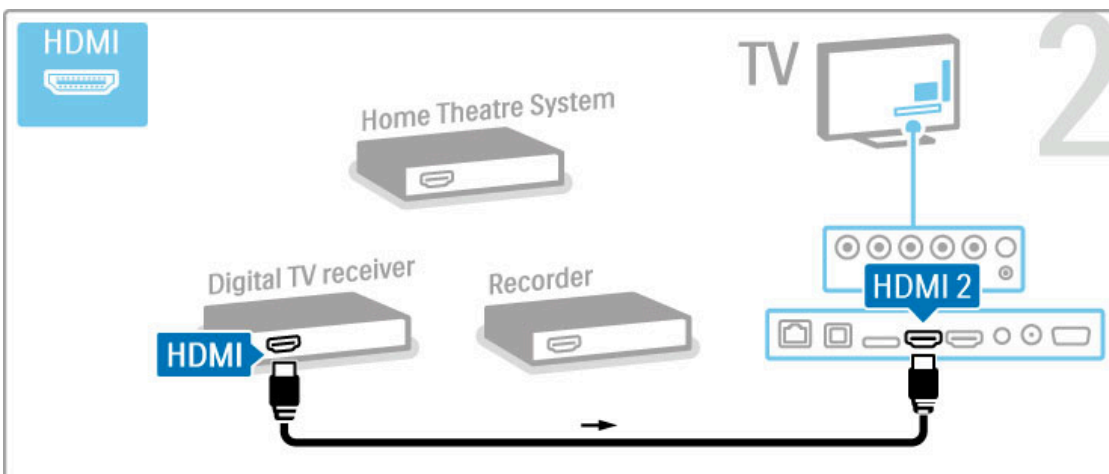 HDMI
TV
2
Home Theatre System
Digital TV receiver
Recorder
HDMI 2
HDMI